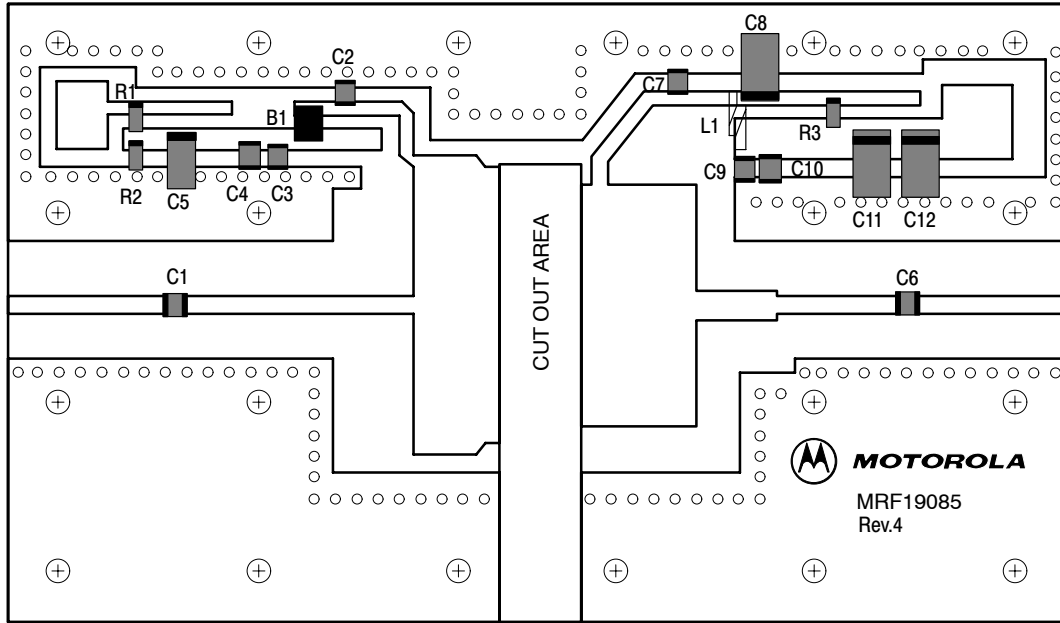 C8
C2
C7
R1
B1
L1
R3
R2
C5
C4
C3
C9
C10
C11
C12
C1
C6
CUT OUT AREA
MOTOROLA
MRF19085
Rev.4